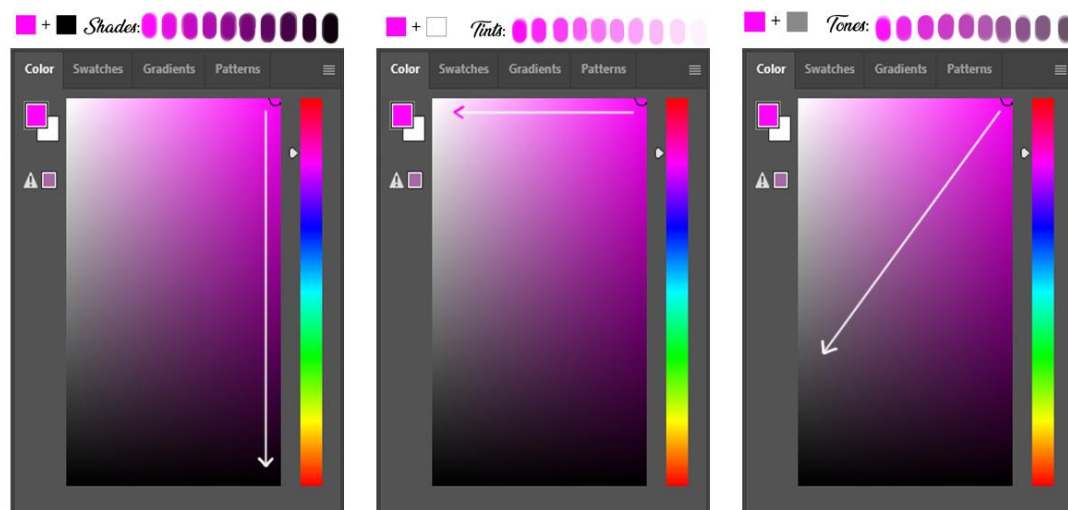 + Shades:
Color Swatches Gradients Patterns
+ Tints:
Color Swatches Gradients Patterns
+ Tones:
Color Swatches Gradients Patterns